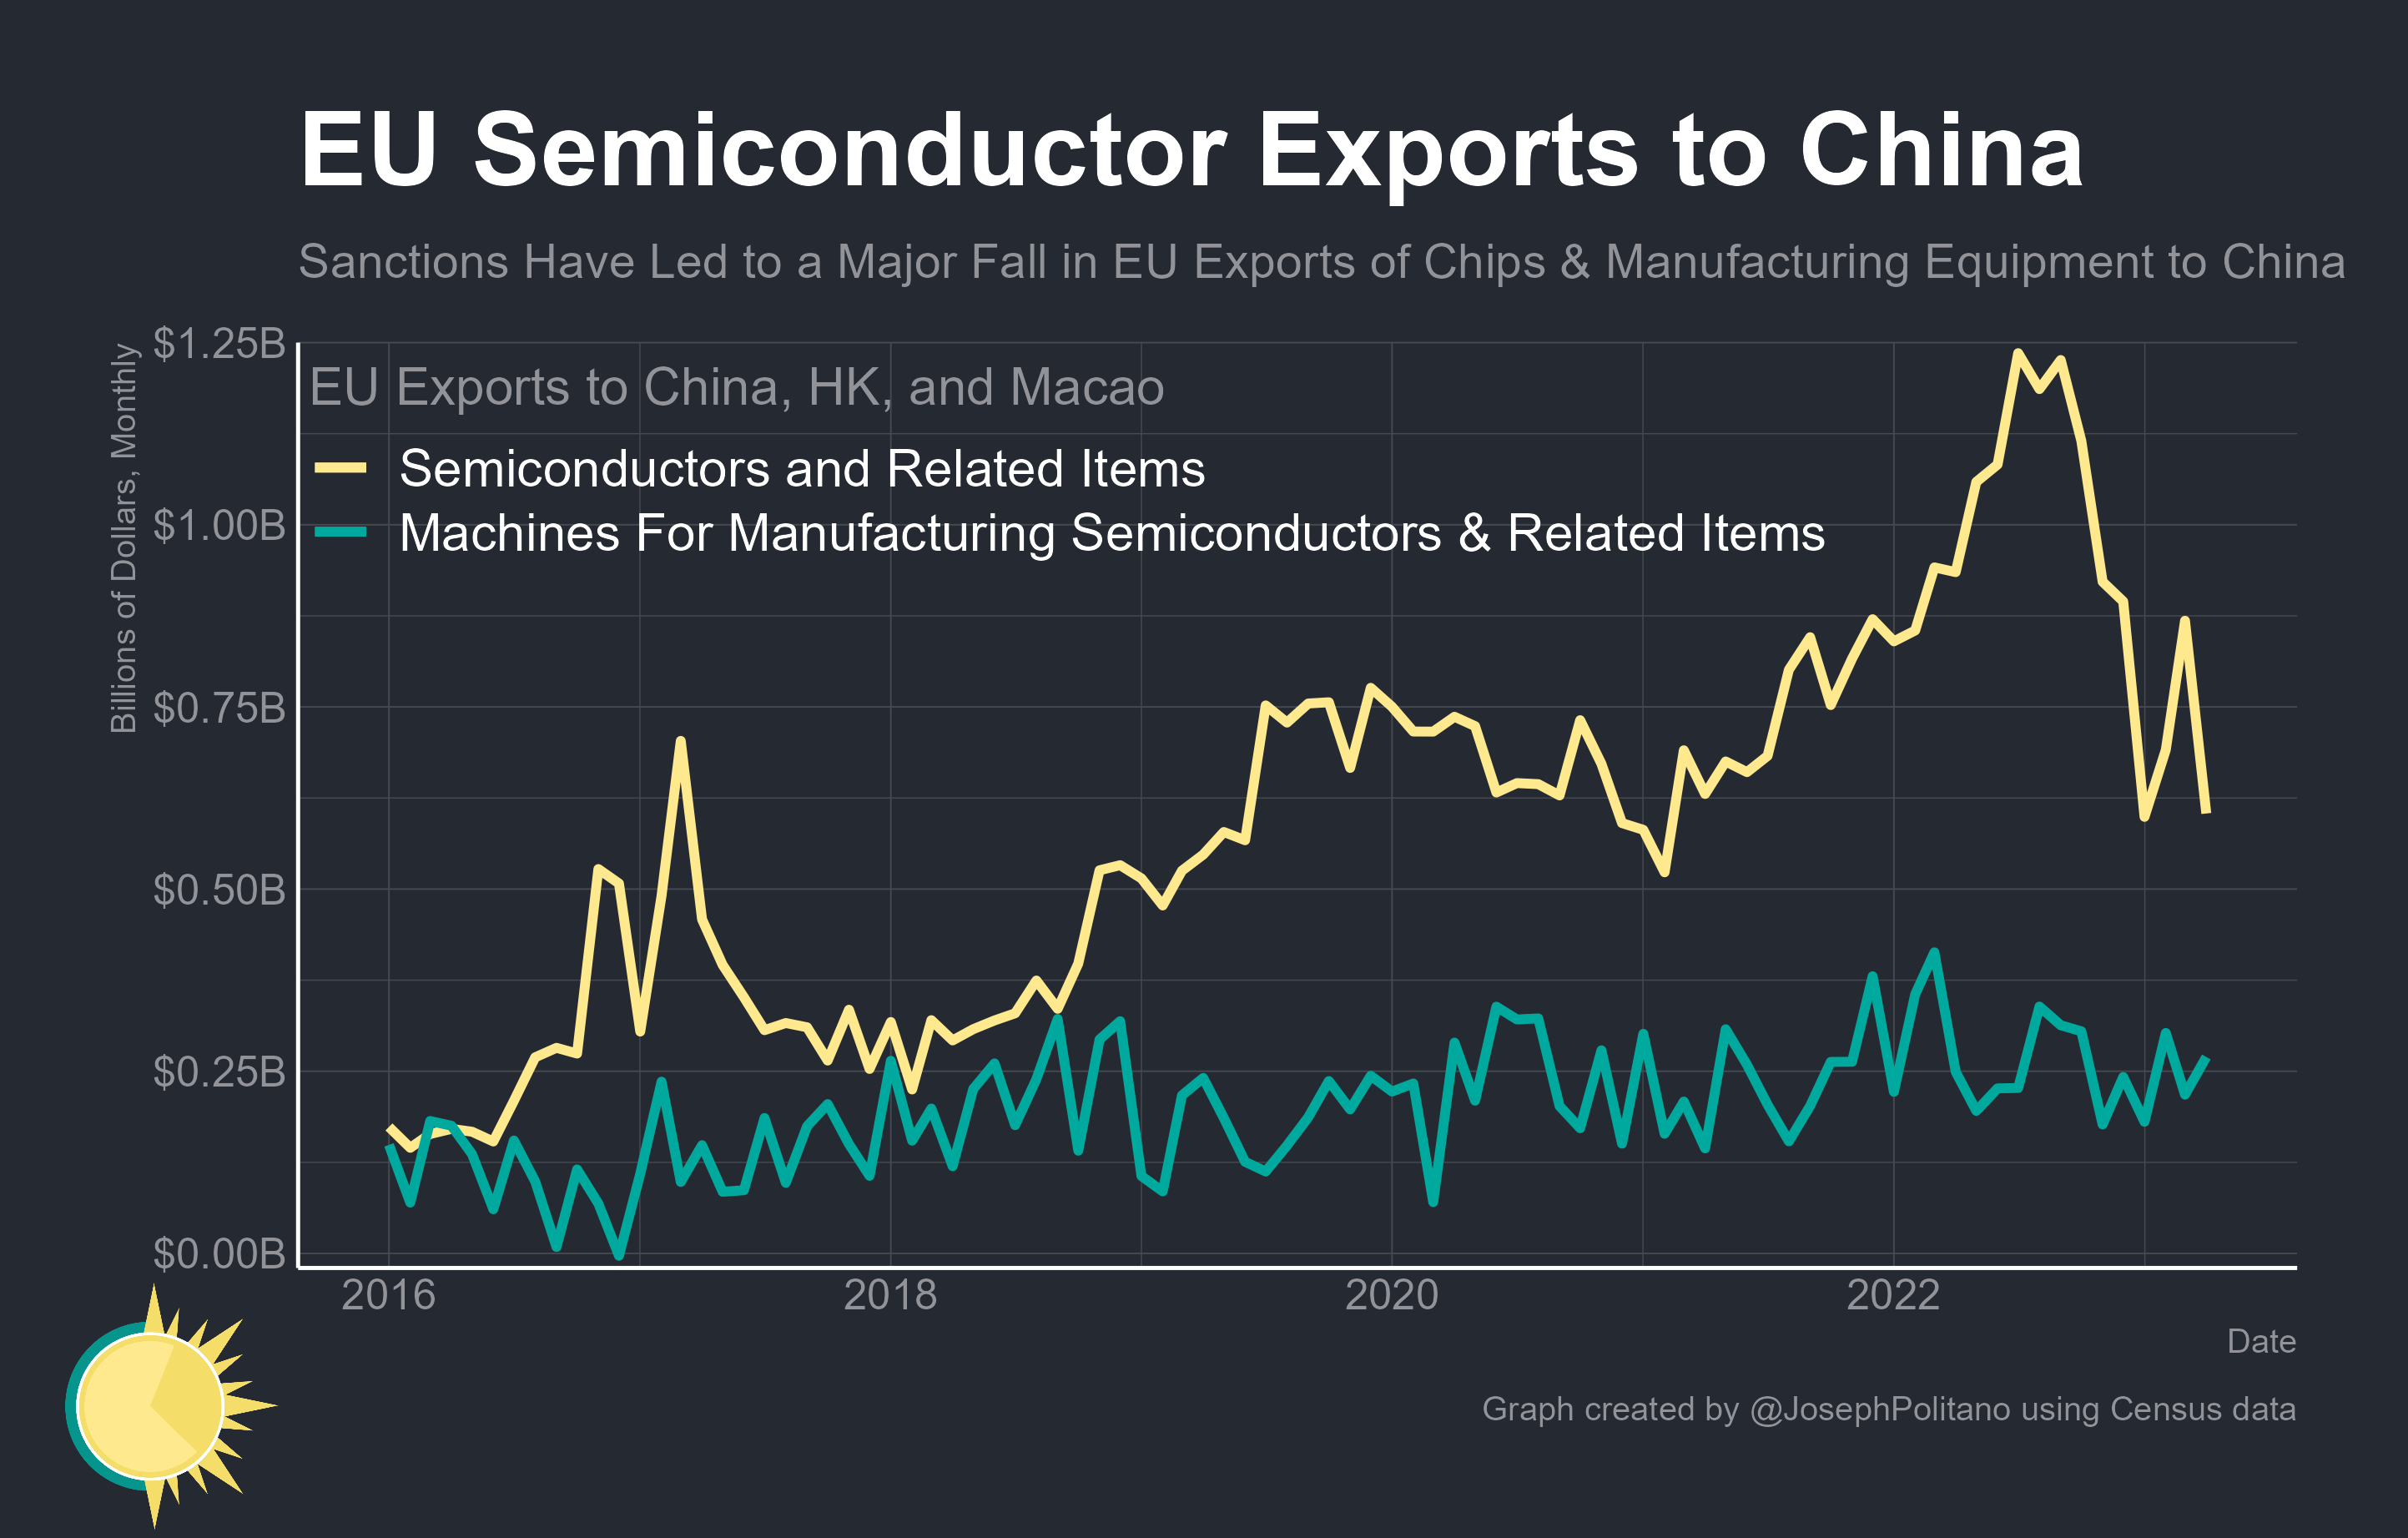 EU Semiconductor Exports to China
Sanctions Have Led to a Major Fall in EU Exports of Chips & Manufacturing Equipment to China
Billions of Dollars, Monthly
$1.25B
$1.00B
$0.75B
$0.50B
$0.25B
$0.00B
EU Exports to China, HK, and Macao
Semiconductors and Related Items
Machines For Manufacturing Semiconductors & Related Items
2016 2018 2020 2022
Date
Graph created by @JosephPolitano using Census data